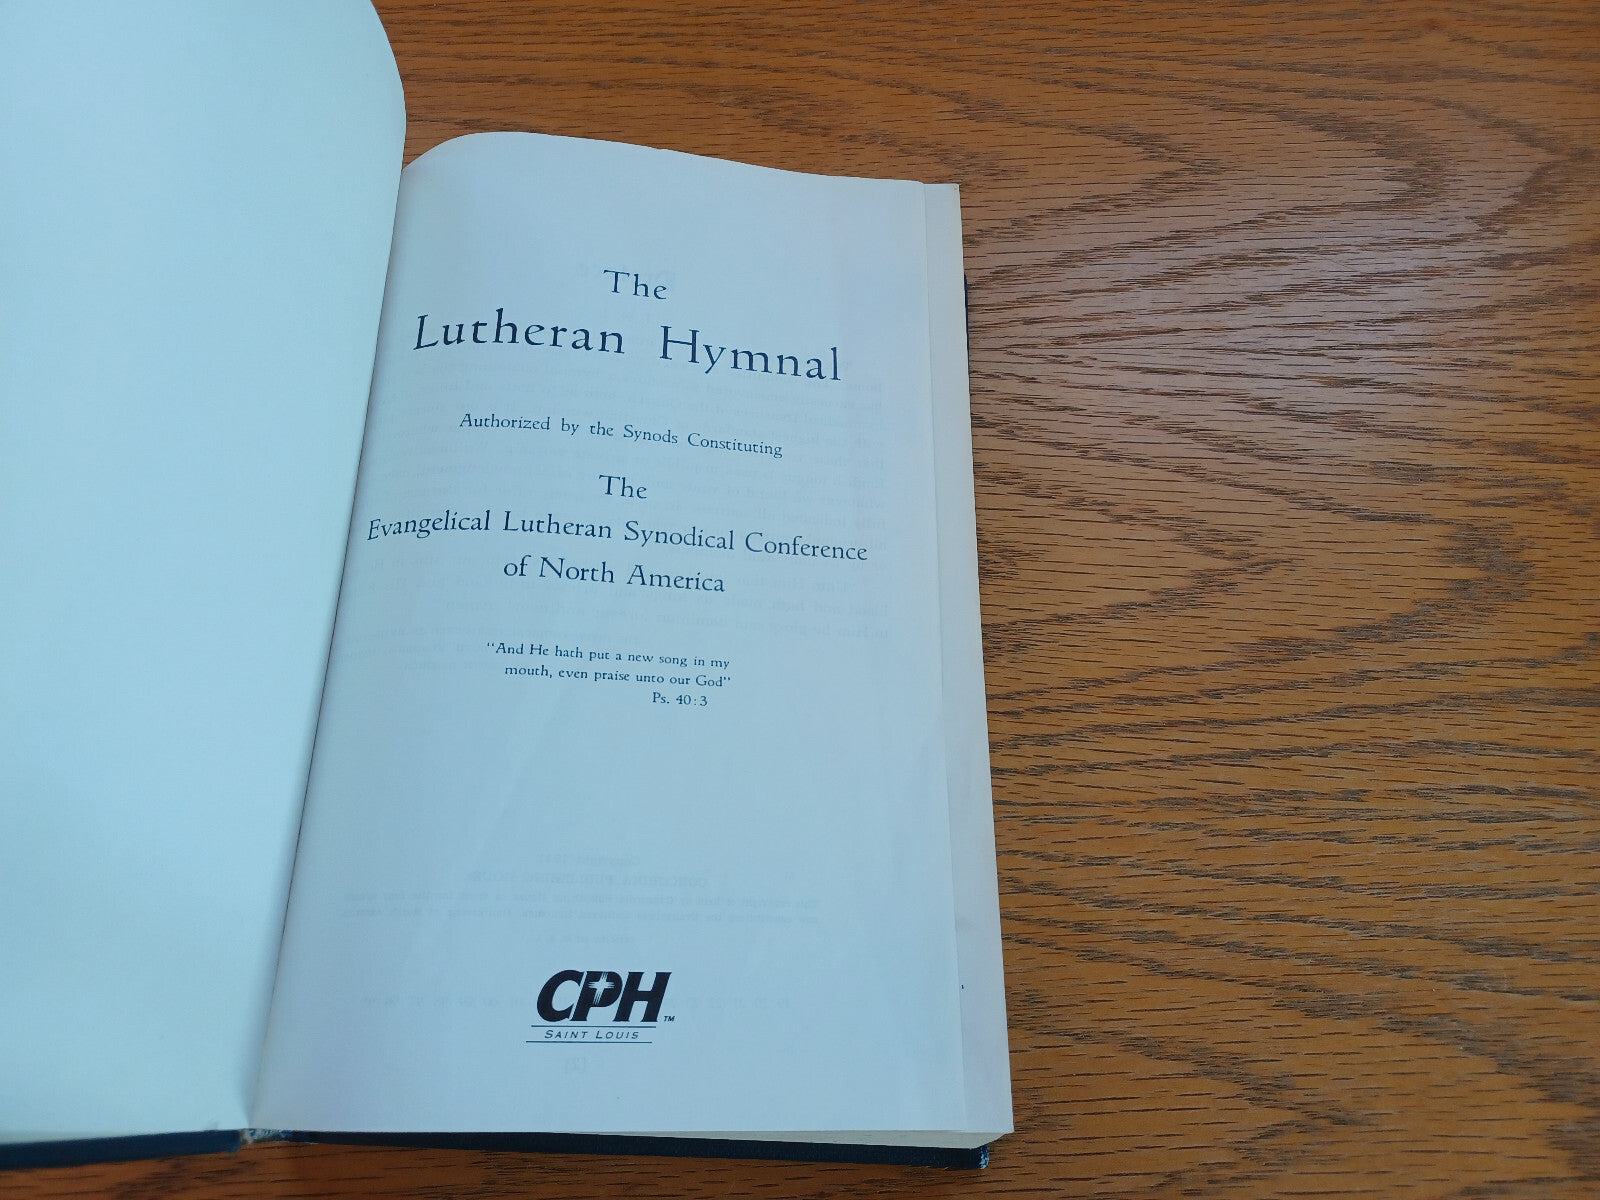 The
Lutheran Hymnal
Authorized by the Synods Constituting
The
Evangelical Lutheran Synodical Conference
of North America
"And He hath put a new song in my
mouth, even praise unto our God"
Ps. 40:3
CPH™
SAINT LOUIS